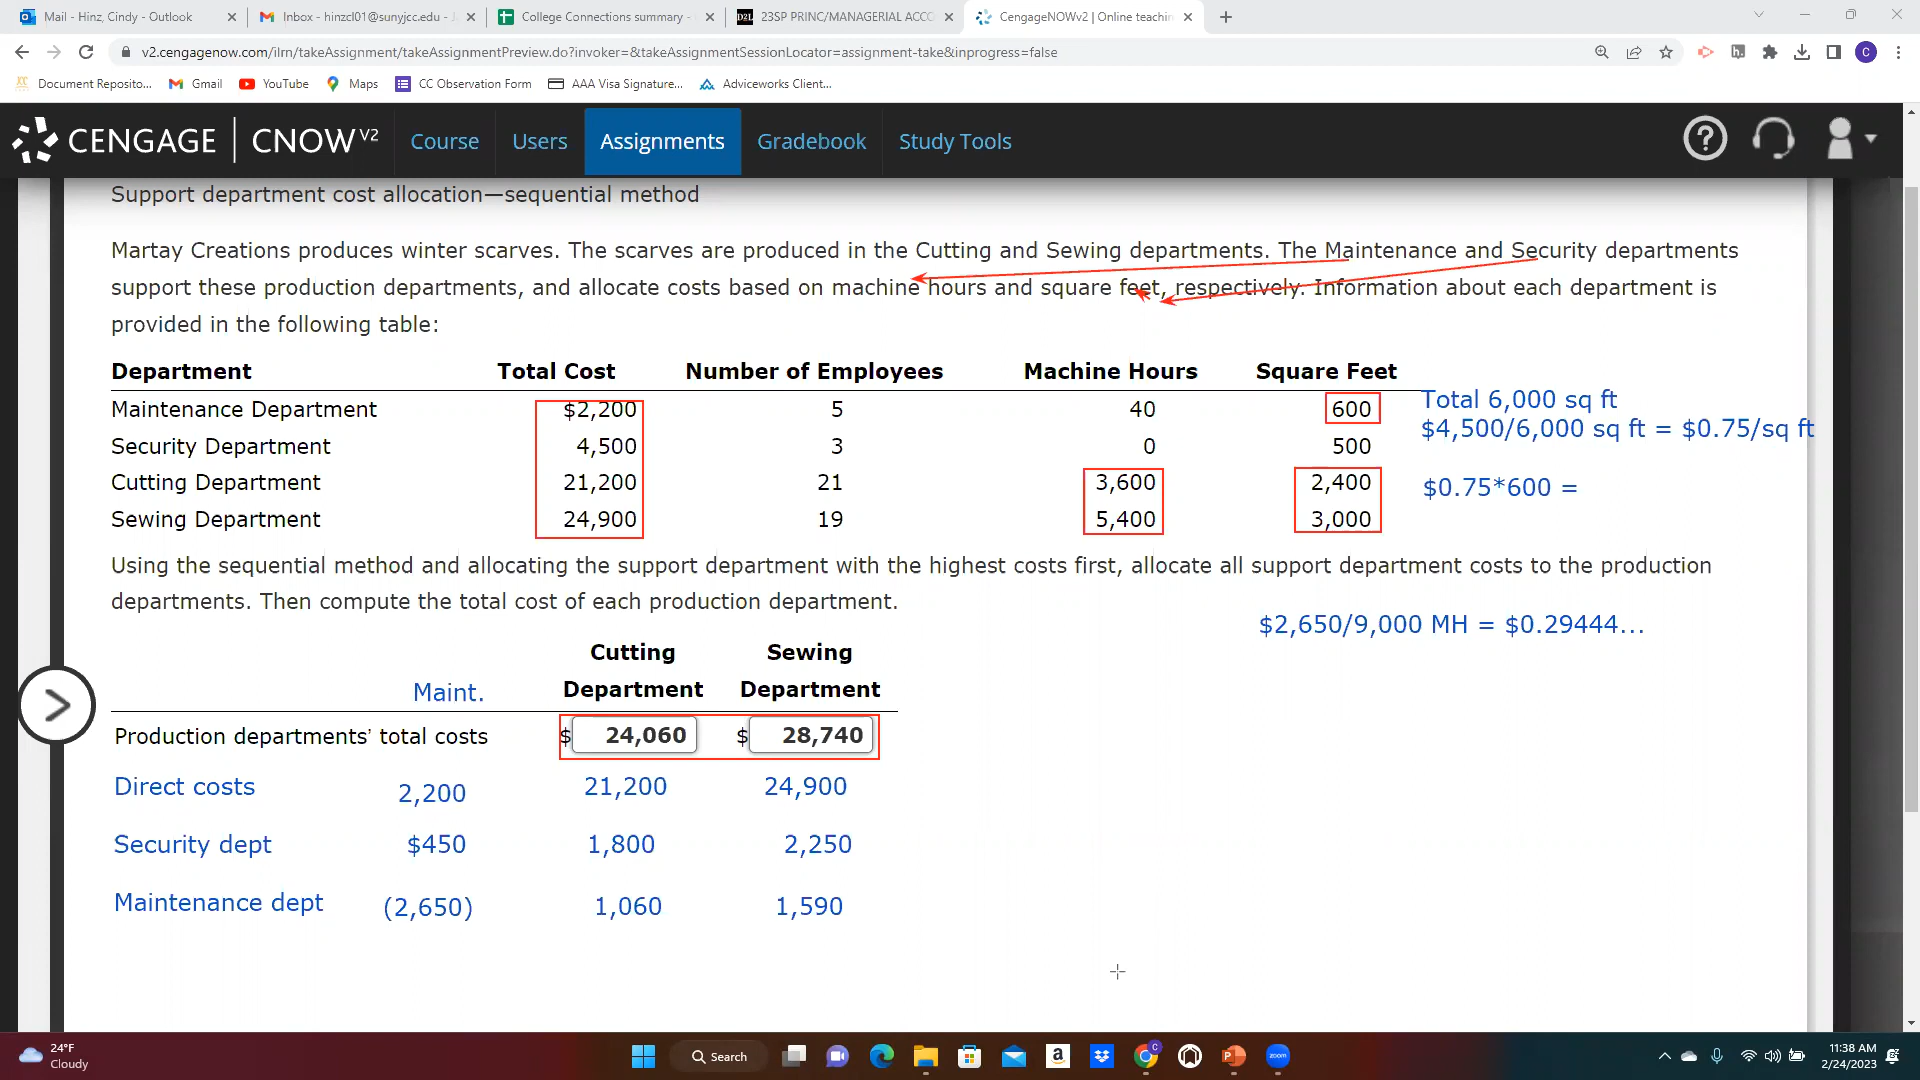 Mail - Hinz, Cindy - Outlook
Inbox - hinzcl01@sunyjcc.edu -
College Connections summary -
23SP PRINC/MANAGERIAL ACCO
CengageNOWv2 | Online teachin
v2.cengagenow.com/ilrn/takeAssignment/takeAssignmentPreview.do?invoker=&takeAssignmentSessionLocator=assignment-take&inprogress=false
Document Reposito... Gmail YouTube Maps CC Observation Form AAA Visa Signature... Adviceworks Client...
CENGAGE CNOWV2 Course Users Assignments Gradebook Study Tools
Support department cost allocation—sequential method
Martay Creations produces winter scarves. The scarves are produced in the Cutting and Sewing departments. The Maintenance and Security departments
support these production departments, and allocate costs based on machine hours and square feet, respectively. Information about each department is
provided in the following table:
Department Total Cost Number of Employees Machine Hours Square Feet
Maintenance Department $2,200 5 40 600
Total 6,000 sq ft
$4,500/6,000 sq ft = $0.75/sq ft
Security Department 4,500 3 0 500
Cutting Department 21,200 21 3,600 2,400
$0.75*600 =
Sewing Department 24,900 19 5,400 3,000
Using the sequential method and allocating the support department with the highest costs first, allocate all support department costs to the production
departments. Then compute the total cost of each production department.
$2,650/9,000 MH = $0.29444...
Cutting Sewing
Maint. Department Department
Production departments' total costs $ 24,060 $ 28,740
Direct costs 2,200 21,200 24,900
Security dept $450 1,800 2,250
Maintenance dept (2,650) 1,060 1,590
24°F
Cloudy
Search
zoom
11:38 AM
2/24/2023